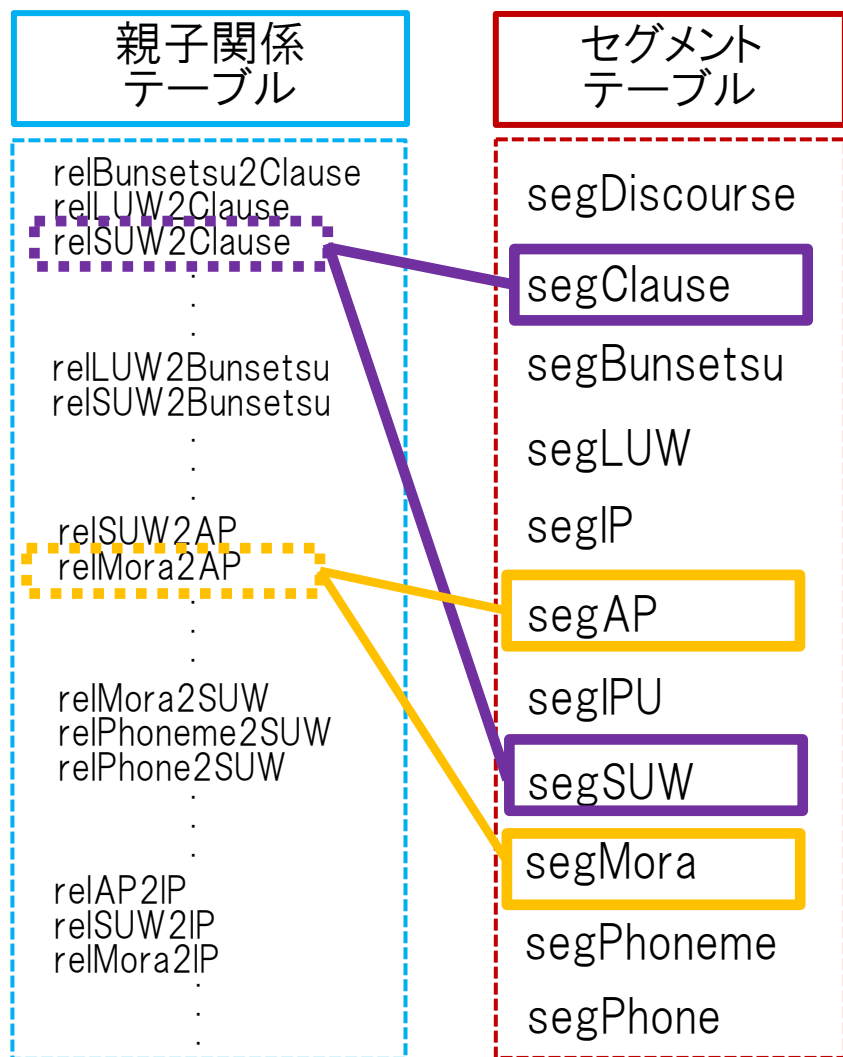 親子関係
テーブル
relBunsetsu2Clause
relLUW2Clause
relSUW2Clause
.
.
.
relLUW2Bunsetsu
relSUW2Bunsetsu
.
.
.
relSUW2AP
relMora2AP
.
.
.
relMora2SUW
relPhoneme2SUW
relPhone2SUW
.
.
.
relAP2IP
relSUW2IP
relMora2IP
.
.
.
セグメント
テーブル
segDiscourse
segClause
segBunsetsu
segLUW
segIP
segAP
segIPU
segSUW
segMora
segPhoneme
segPhone